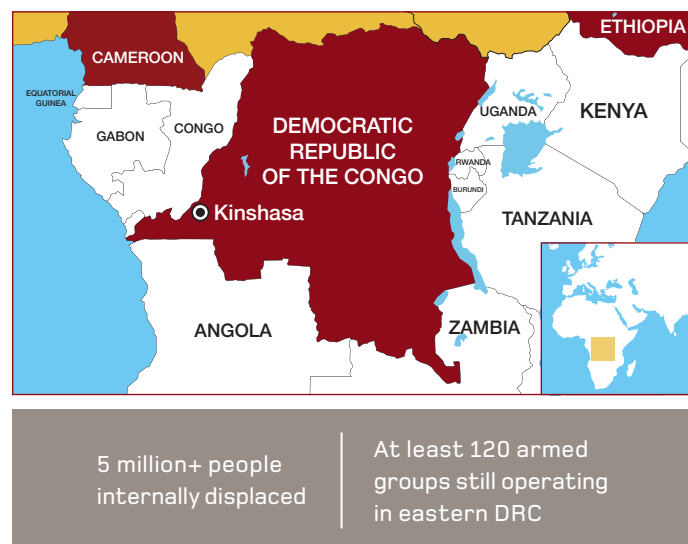 ETHIOPIA
CAMEROON
EQUATORIAL
GUINEA
GABON
CONGO
DEMOCRATIC
REPUBLIC
OF THE CONGO
UGANDA
KENYA
RWANDA
BURUNDI
Kinshasa
TANZANIA
ANGOLA
ZAMBIA
5 million+ people
internally displaced
At least 120 armed
groups still operating
in eastern DRC